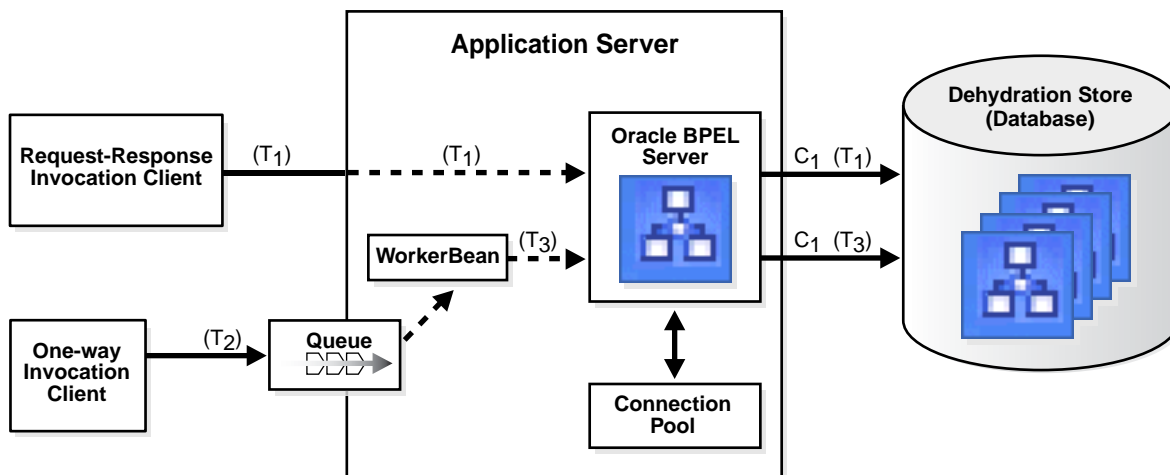 Application Server
Dehydration Store
(Database)
Request-Response
Invocation Client
(T1)
(T1)
Oracle BPEL
Server
C1 (T1)
WorkerBean
(T3)
C1 (T3)
One-way
Invocation
Client
(T2)
Queue
Connection
Pool